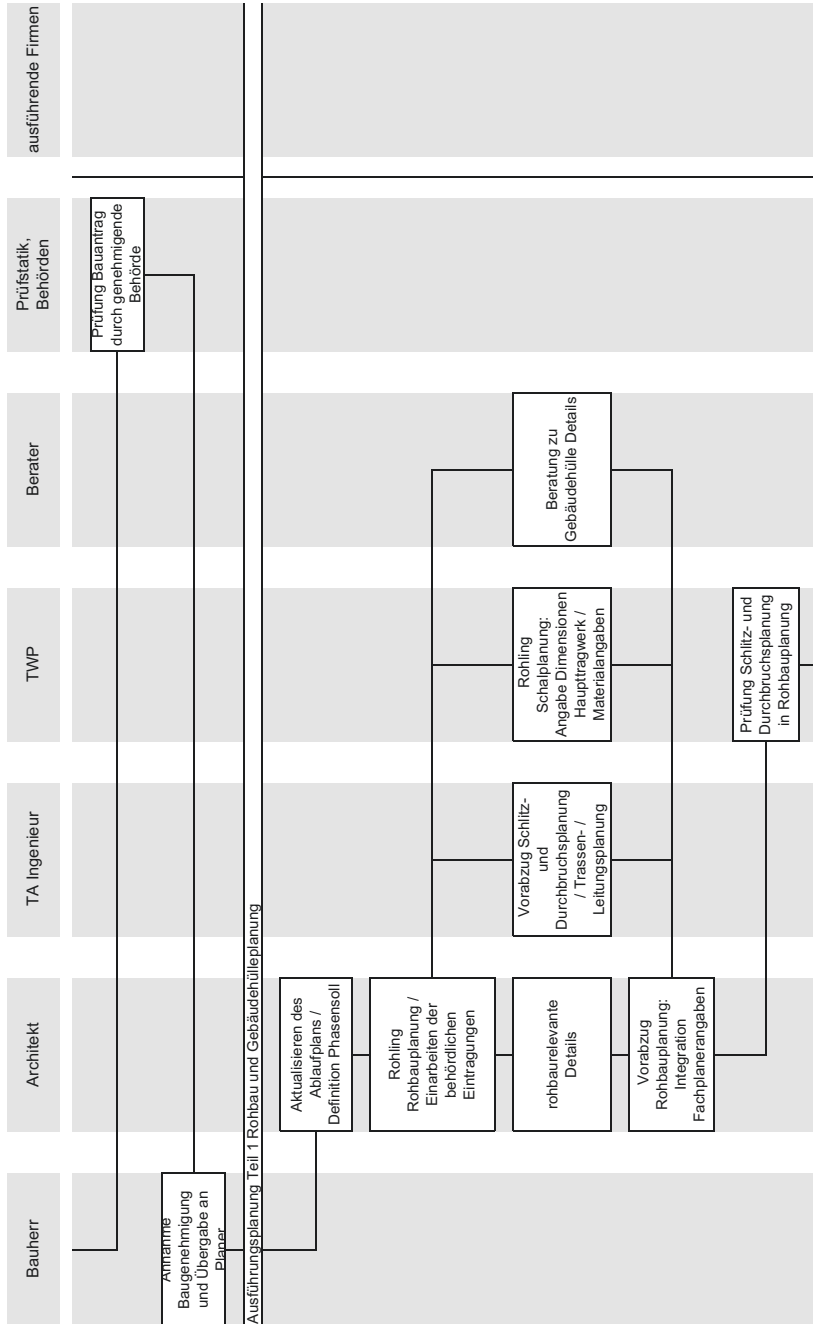 ausführende Firmen
Prüfstatik,
Behörden
Berater
TWP
TA Ingenieur
Architekt
Bauherr
Prüfung Bauantrag
durch genehmigende
Behörde
Annahme
Baugenehmigung
und Übergabe an
Planer
Ausführungsplanung Teil 1 Rohbau und Gebäudehülleplanung
Aktualisieren des
Ablaufplans /
Definition Phasensoll
Rohling
Rohbauplanung /
Einarbeiten der
behördlichen
Eintragungen
Beratung zu
Gebäudehülle Details
Rohling
Schalplanung:
Angabe Dimensionen
Haupttragwerk /
Materialangaben
Vorabzug Schlitz-
und
Durchbruchsplanung
/ Trassen- /
Leitungsplanung
rohbaurelevante
Details
Vorabzug
Rohbauplanung:
Integration
Fachplanerangaben
Prüfung Schlitz- und
Durchbruchsplanung
in Rohbauplanung